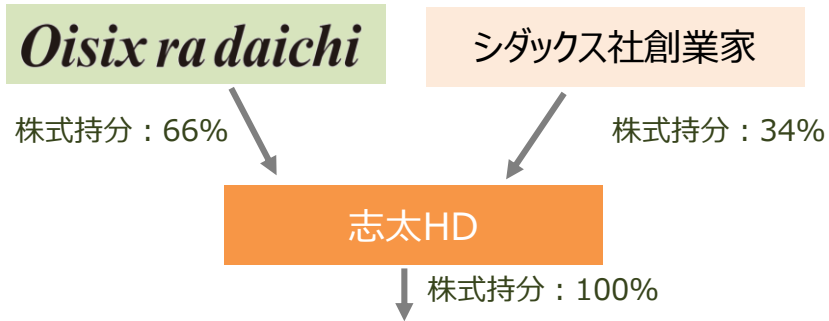 Oisix ra daichi
シダックス社創業家
株式持分：66%
株式持分：34%
志太HD
株式持分：100%